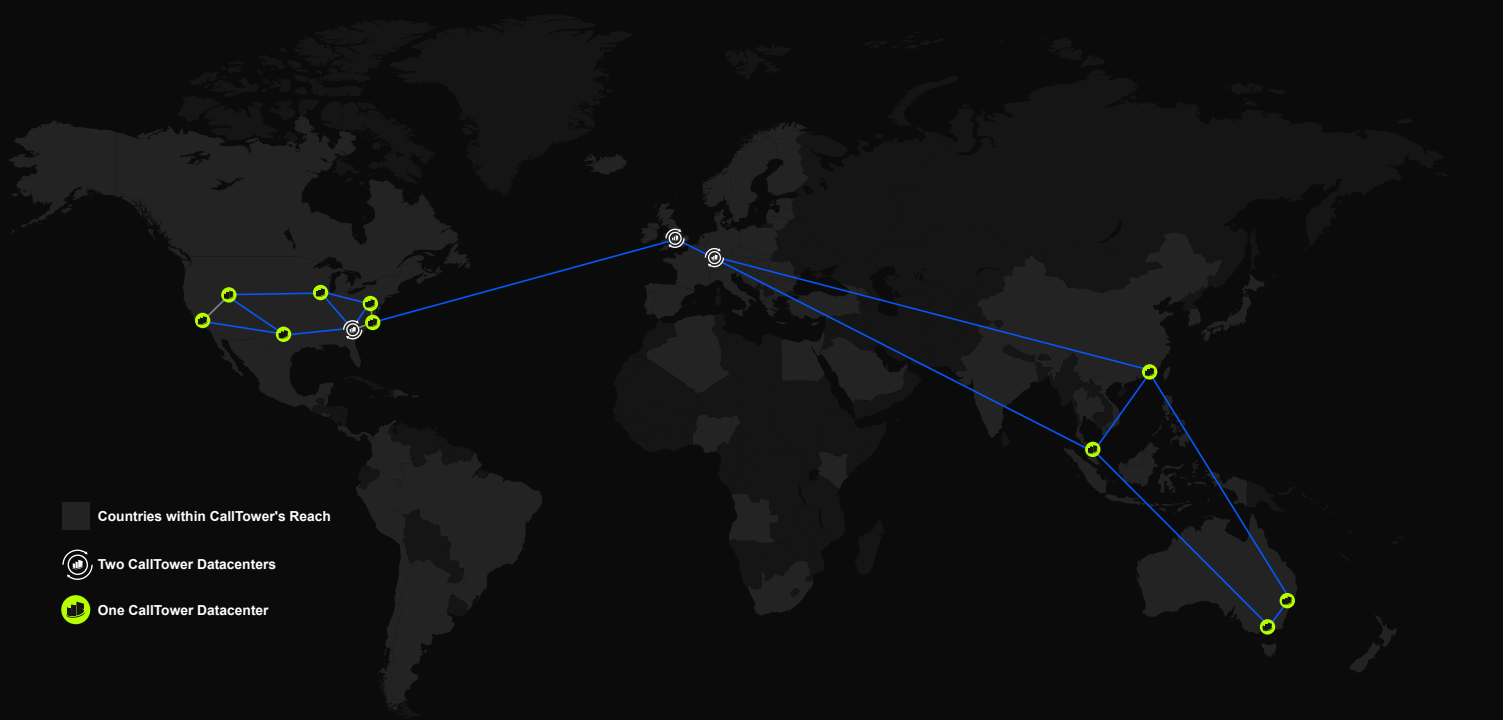 Countries within CallTower's Reach
Two CallTower Datacenters
One CallTower Datacenter